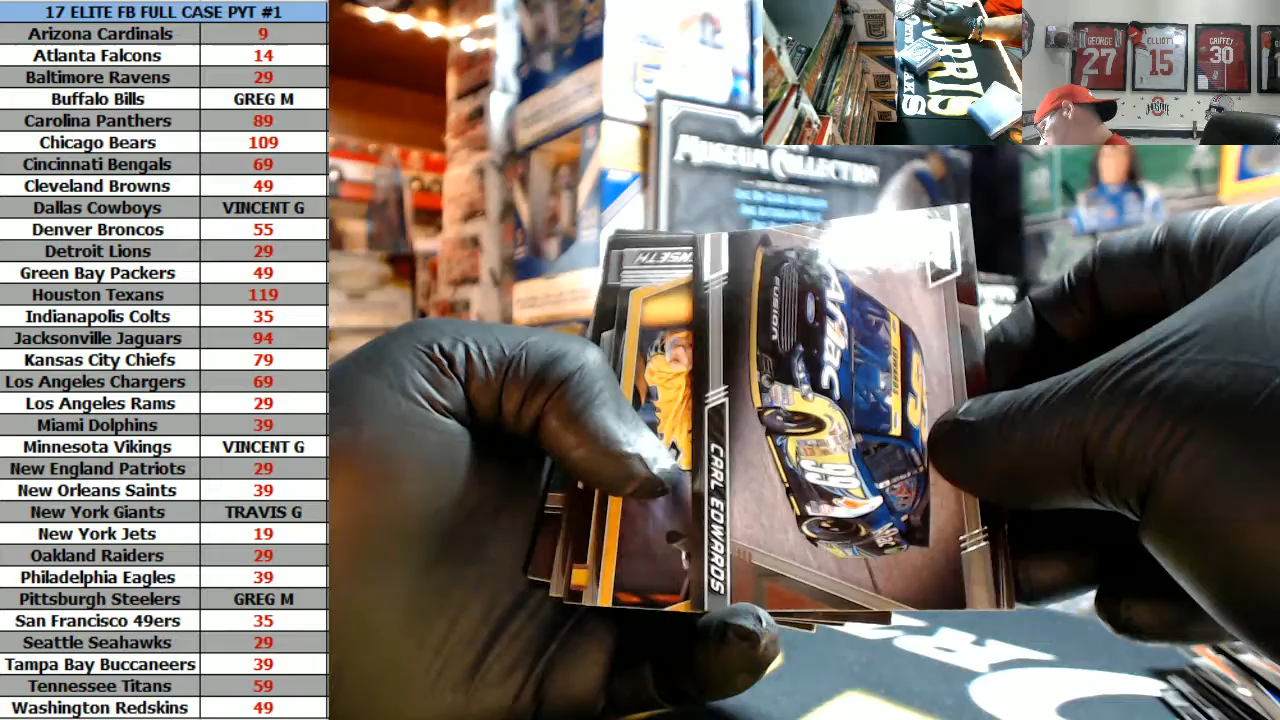 17 ELITE FB FULL CASE PYT #1
Arizona Cardinals 9
Atlanta Falcons 14
Baltimore Ravens 29
Buffalo Bills GREG M
Carolina Panthers 89
Chicago Bears 109
Cincinnati Bengals 69
Cleveland Browns 49
Dallas Cowboys VINCENT G
Denver Broncos 55
Detroit Lions 29
Green Bay Packers 49
Houston Texans 119
Indianapolis Colts 35
Jacksonville Jaguars 94
Kansas City Chiefs 79
Los Angeles Chargers 69
Los Angeles Rams 29
Miami Dolphins 39
Minnesota Vikings VINCENT G
New England Patriots 29
New Orleans Saints 39
New York Giants TRAVIS G
New York Jets 19
Oakland Raiders 29
Philadelphia Eagles 39
Pittsburgh Steelers GREG M
San Francisco 49ers 35
Seattle Seahawks 29
Tampa Bay Buccaneers 39
Tennessee Titans 59
Washington Redskins 49
MUSEUM COLLECTION
CARL EDWARDS
FUSION
ARRIS
99
GEORGE
27
ELLIOTT
15
GRIFFEY
30